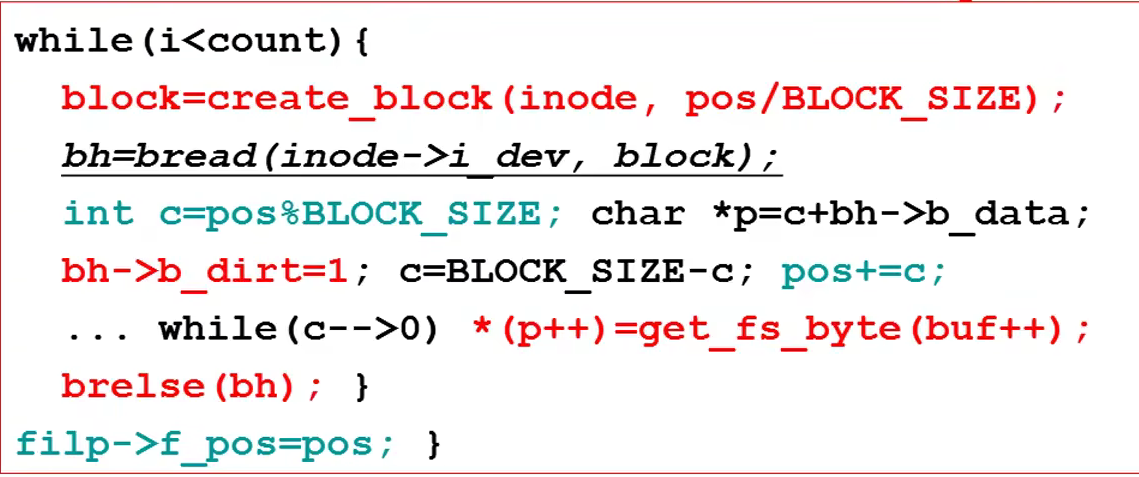 while(i<count){
block=create_block(inode, pos/BLOCK_SIZE);
bh=bread(inode->i_dev, block);
int c=pos%BLOCK_SIZE; char *p=c+bh->b_data;
bh->b_dirt=1; c=BLOCK_SIZE-c; pos+=c;
... while(c-->0) *(p++)=get_fs_byte(buf++);
brelse(bh); }
filp->f_pos=pos; }